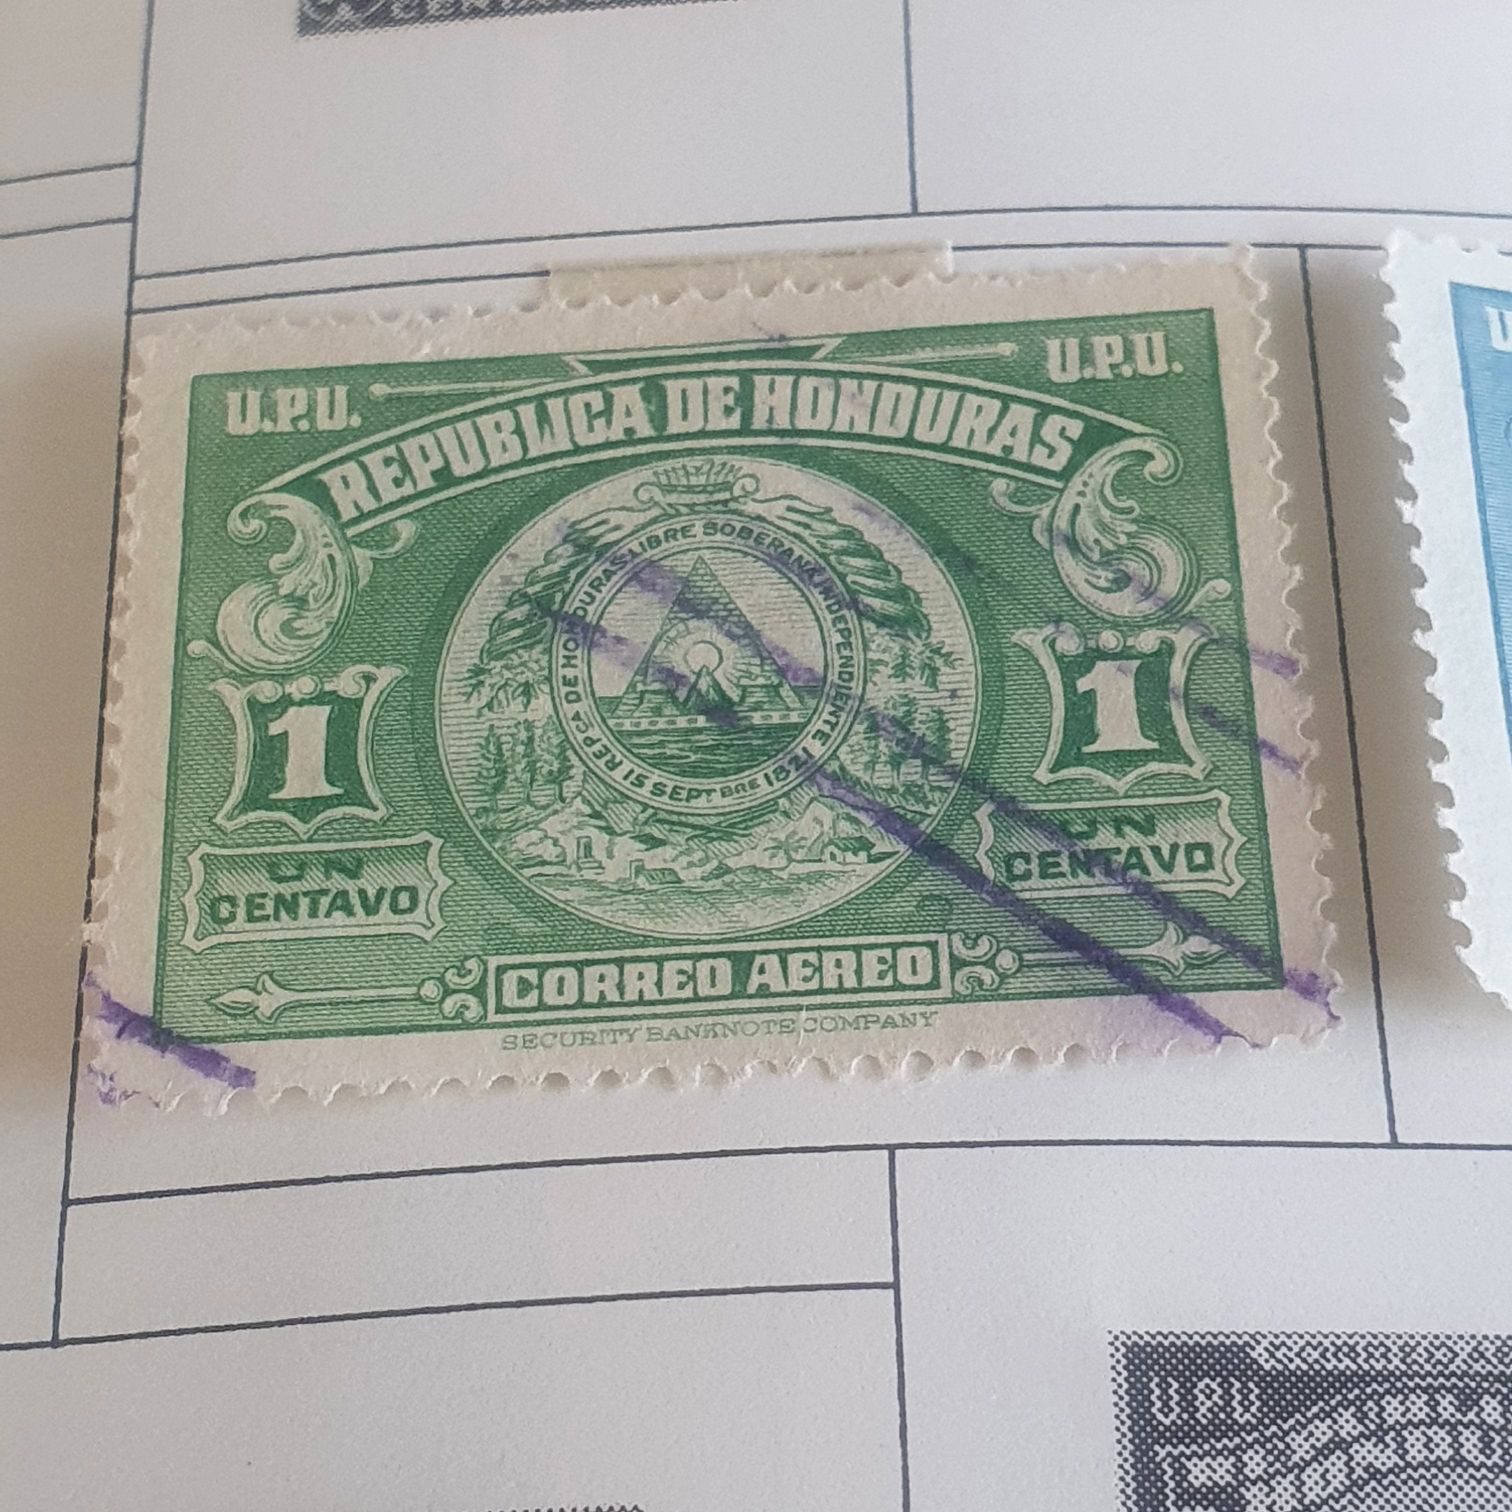 U.P.U.
U.P.U.
REPUBLICA DE HONDURAS
REPCA DE HONDURAS·LIBRE SOBERANA INDEPENDIENTE
15 SEPTBRE 1821
1
1
UN
CENTAVO
UN
CENTAVO
CORREO AEREO
SECURITY BANKNOTE COMPANY
UPU